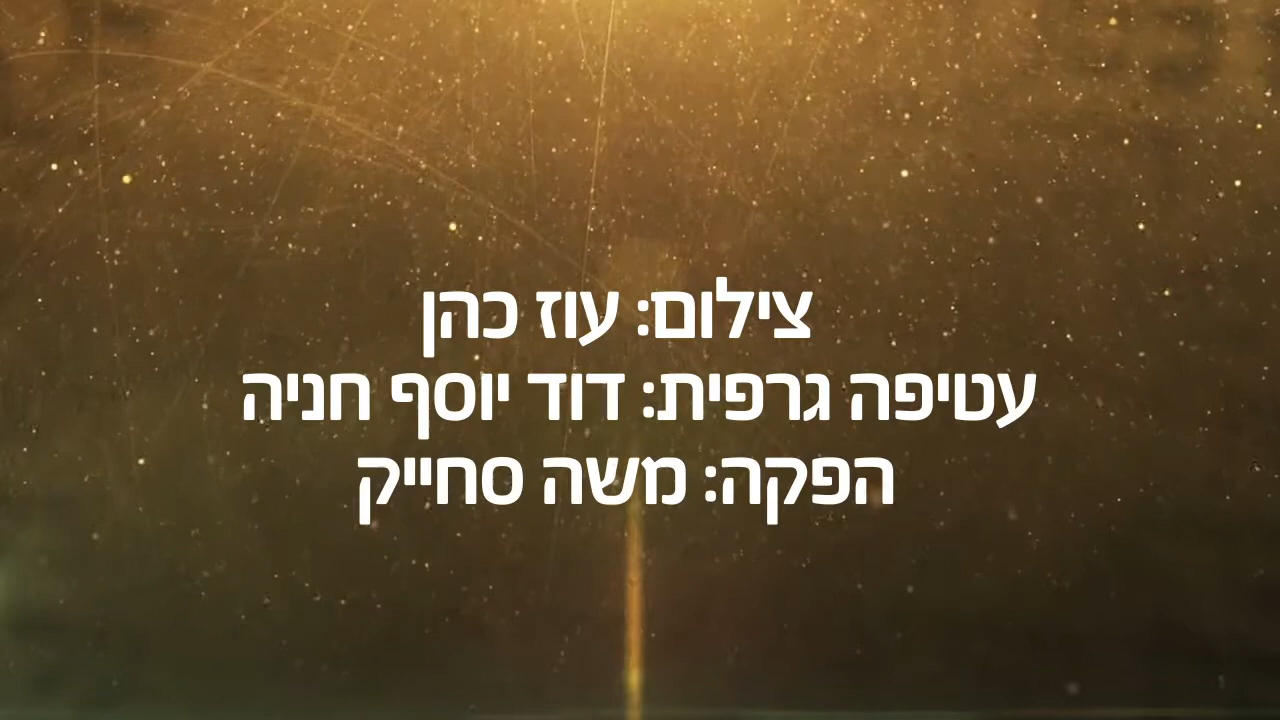 צילום: עוז כהן
עטיפה גרפית: דוד יוסף חניה
הפקה: משה סחייק